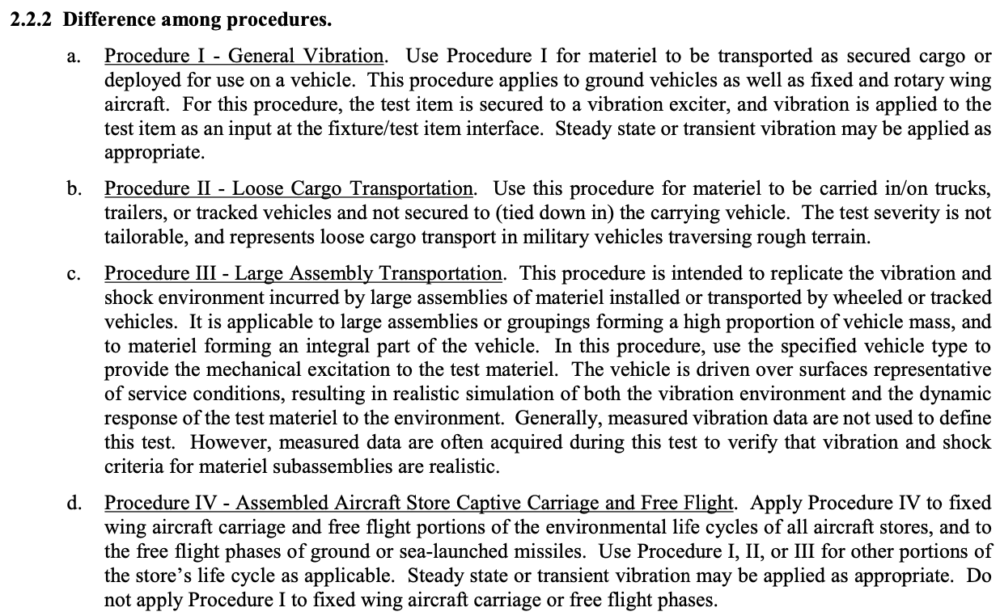 2.2.2 Difference among procedures.
a. Procedure I - General Vibration. Use Procedure I for materiel to be transported as secured cargo or
deployed for use on a vehicle. This procedure applies to ground vehicles as well as fixed and rotary wing
aircraft. For this procedure, the test item is secured to a vibration exciter, and vibration is applied to the
test item as an input at the fixture/test item interface. Steady state or transient vibration may be applied as
appropriate.
b. Procedure II - Loose Cargo Transportation. Use this procedure for materiel to be carried in/on trucks,
trailers, or tracked vehicles and not secured to (tied down in) the carrying vehicle. The test severity is not
tailorable, and represents loose cargo transport in military vehicles traversing rough terrain.
c. Procedure III - Large Assembly Transportation. This procedure is intended to replicate the vibration and
shock environment incurred by large assemblies of materiel installed or transported by wheeled or tracked
vehicles. It is applicable to large assemblies or groupings forming a high proportion of vehicle mass, and
to materiel forming an integral part of the vehicle. In this procedure, use the specified vehicle type to
provide the mechanical excitation to the test materiel. The vehicle is driven over surfaces representative
of service conditions, resulting in realistic simulation of both the vibration environment and the dynamic
response of the test materiel to the environment. Generally, measured vibration data are not used to define
this test. However, measured data are often acquired during this test to verify that vibration and shock
criteria for materiel subassemblies are realistic.
d. Procedure IV - Assembled Aircraft Store Captive Carriage and Free Flight. Apply Procedure IV to fixed
wing aircraft carriage and free flight portions of the environmental life cycles of all aircraft stores, and to
the free flight phases of ground or sea-launched missiles. Use Procedure I, II, or III for other portions of
the store’s life cycle as applicable. Steady state or transient vibration may be applied as appropriate. Do
not apply Procedure I to fixed wing aircraft carriage or free flight phases.